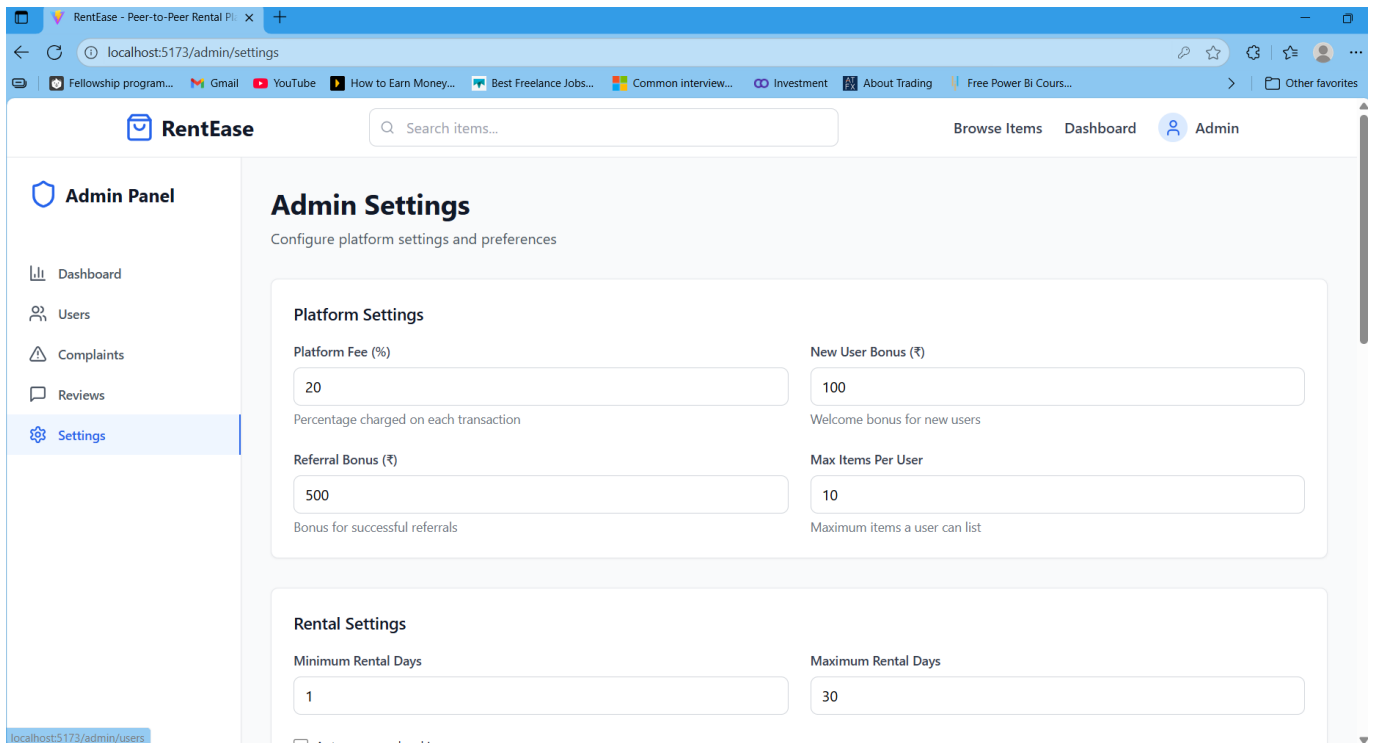 RentEase - Peer-to-Peer Rental Pl
localhost:5173/admin/settings
Fellowship program... Gmail YouTube How to Earn Money... Best Freelance Jobs... Common interview... Investment About Trading Free Power Bi Cours... Other favorites
RentEase Search items... Browse Items Dashboard Admin
Admin Panel
Dashboard
Users
Complaints
Reviews
Settings
Admin Settings
Configure platform settings and preferences
Platform Settings
Platform Fee (%) New User Bonus (₹)
20 100
Percentage charged on each transaction Welcome bonus for new users
Referral Bonus (₹) Max Items Per User
500 10
Bonus for successful referrals Maximum items a user can list
Rental Settings
Minimum Rental Days Maximum Rental Days
1 30
localhost:5173/admin/users